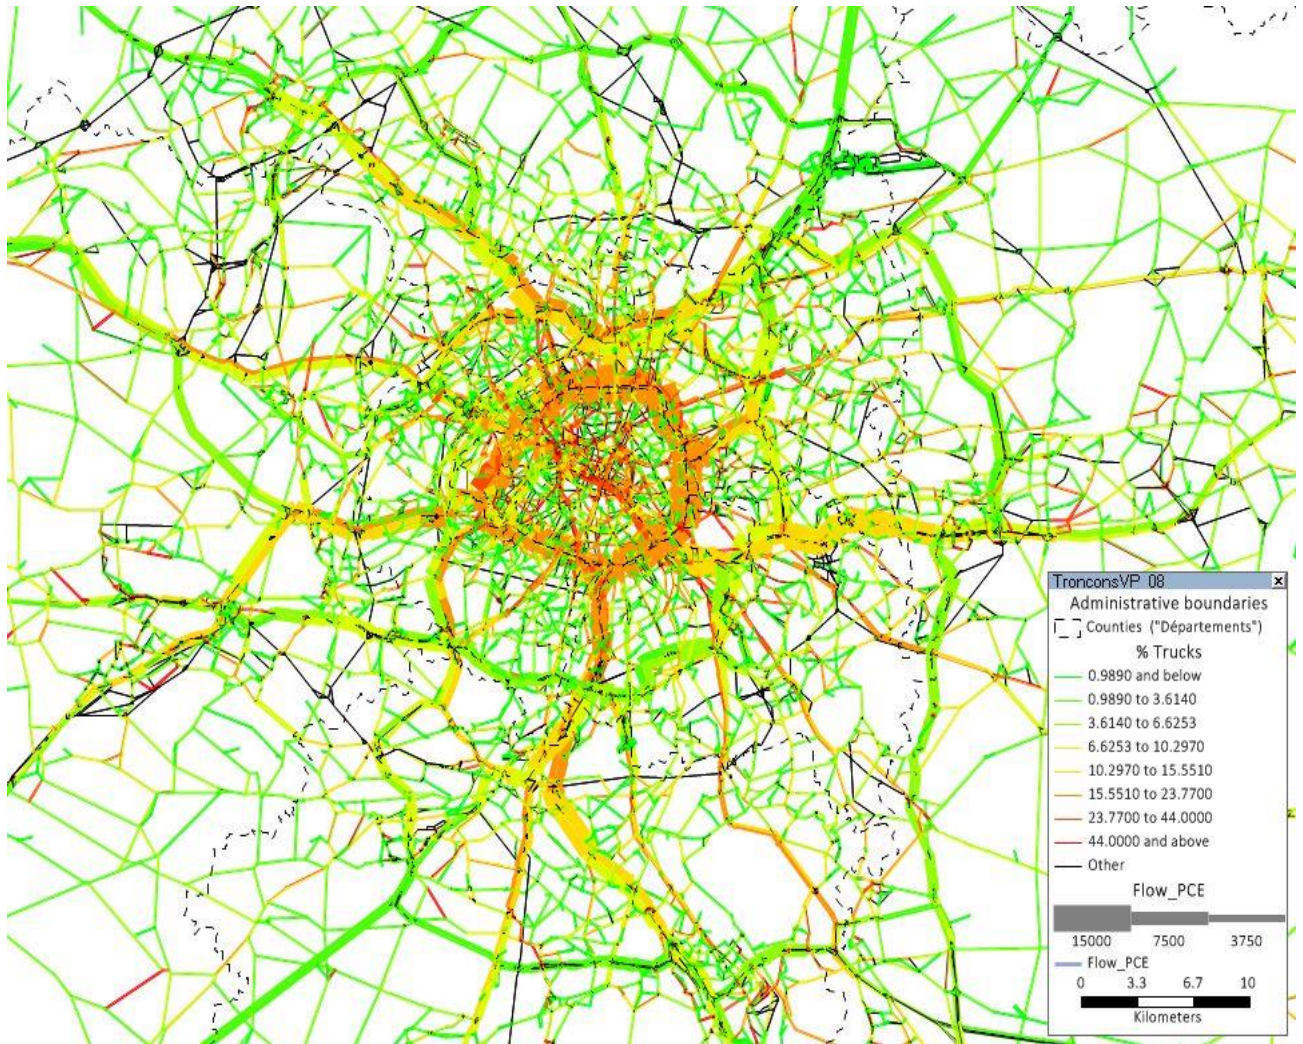 TronconsVP_08
Administrative boundaries
Counties ("Départements")
% Trucks
0.9890 and below
0.9890 to 3.6140
3.6140 to 6.6253
6.6253 to 10.2970
10.2970 to 15.5510
15.5510 to 23.7700
23.7700 to 44.0000
44.0000 and above
Other
Flow_PCE
15000 7500 3750
Flow_PCE
0 3.3 6.7 10
Kilometers